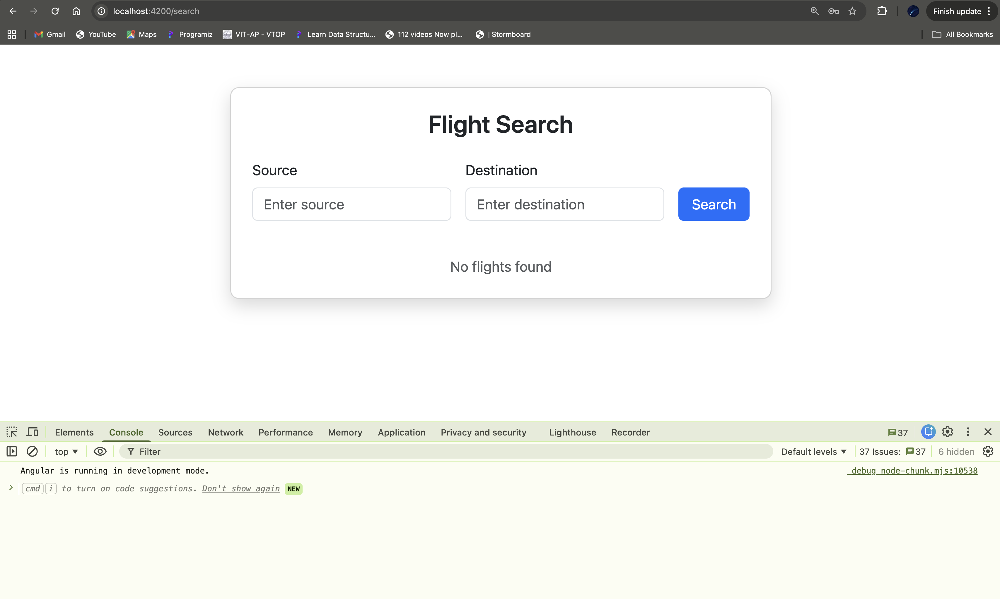 localhost:4200/search
Finish update
Gmail YouTube Maps Programiz VIT-AP - VTOP Learn Data Structu... 112 videos Now pl... | Stormboard All Bookmarks
Flight Search
Source Destination
Enter source Enter destination Search
No flights found
Elements Console Sources Network Performance Memory Application Privacy and security Lighthouse Recorder 37
top Filter Default levels 37 Issues: 37 6 hidden
Angular is running in development mode. _debug_node-chunk.mjs:10538
cmd i to turn on code suggestions. Don't show again NEW